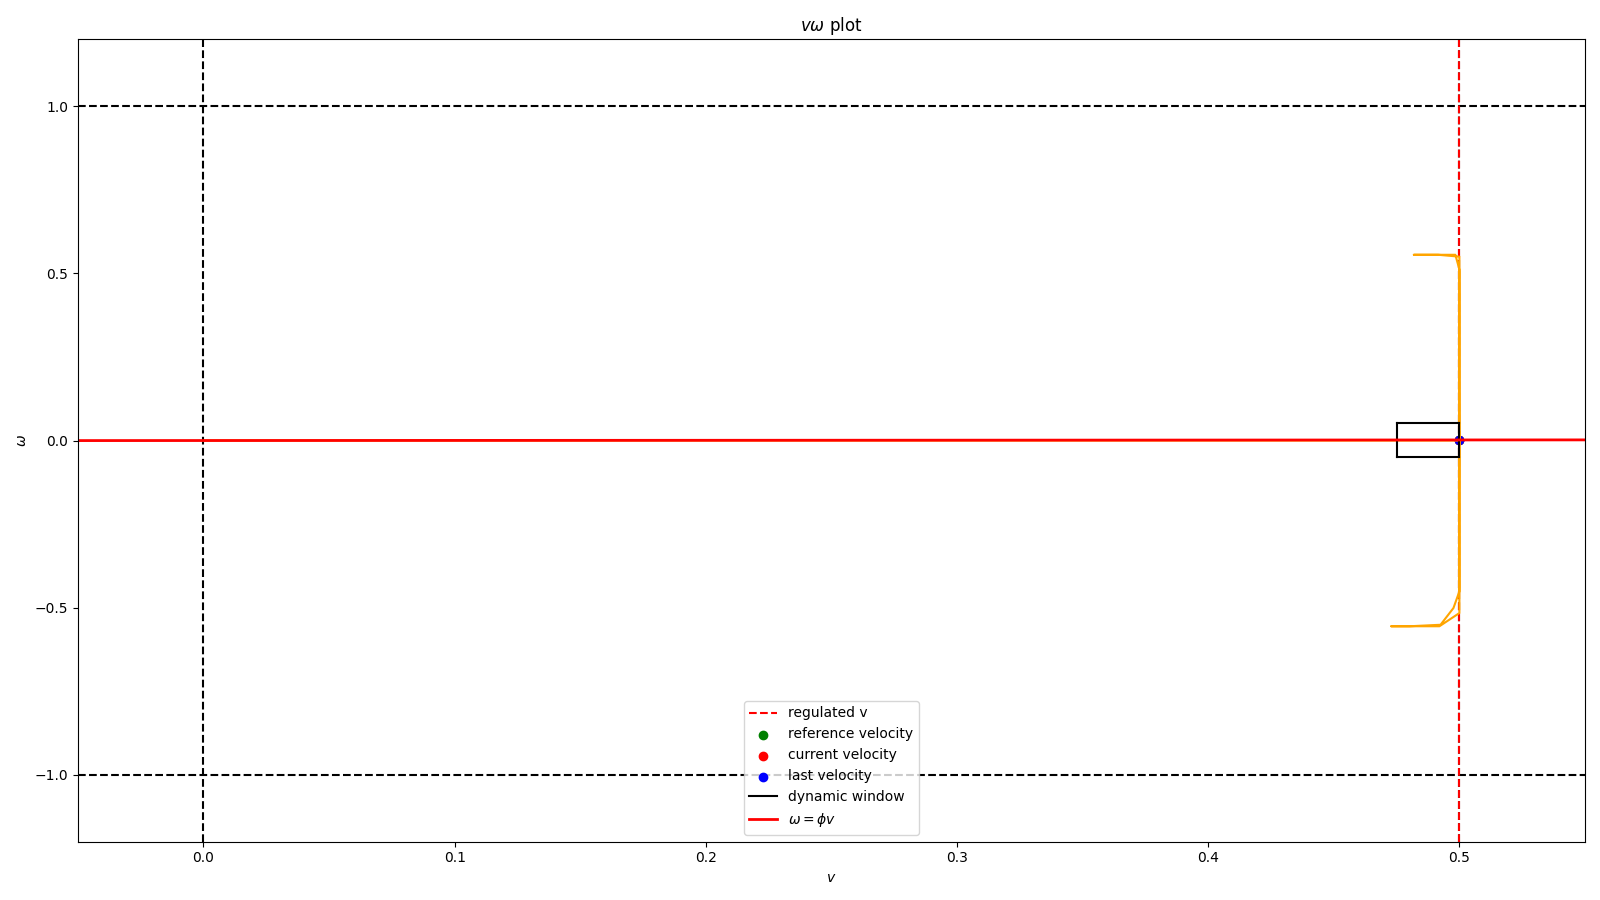 vω plot
1.0
0.5
0.0
−0.5
−1.0
ω
regulated v
reference velocity
current velocity
last velocity
dynamic window
ω = ϕv
0.0 0.1 0.2 0.3 0.4 0.5
v